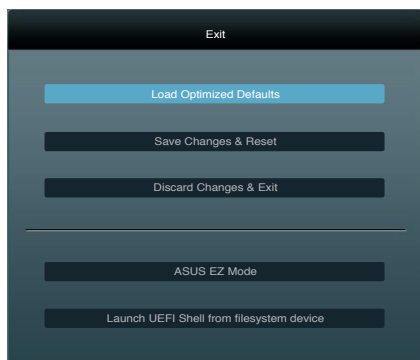 Exit
Load Optimized Defaults
Save Changes & Reset
Discard Changes & Exit
ASUS EZ Mode
Launch UEFI Shell from filesystem device